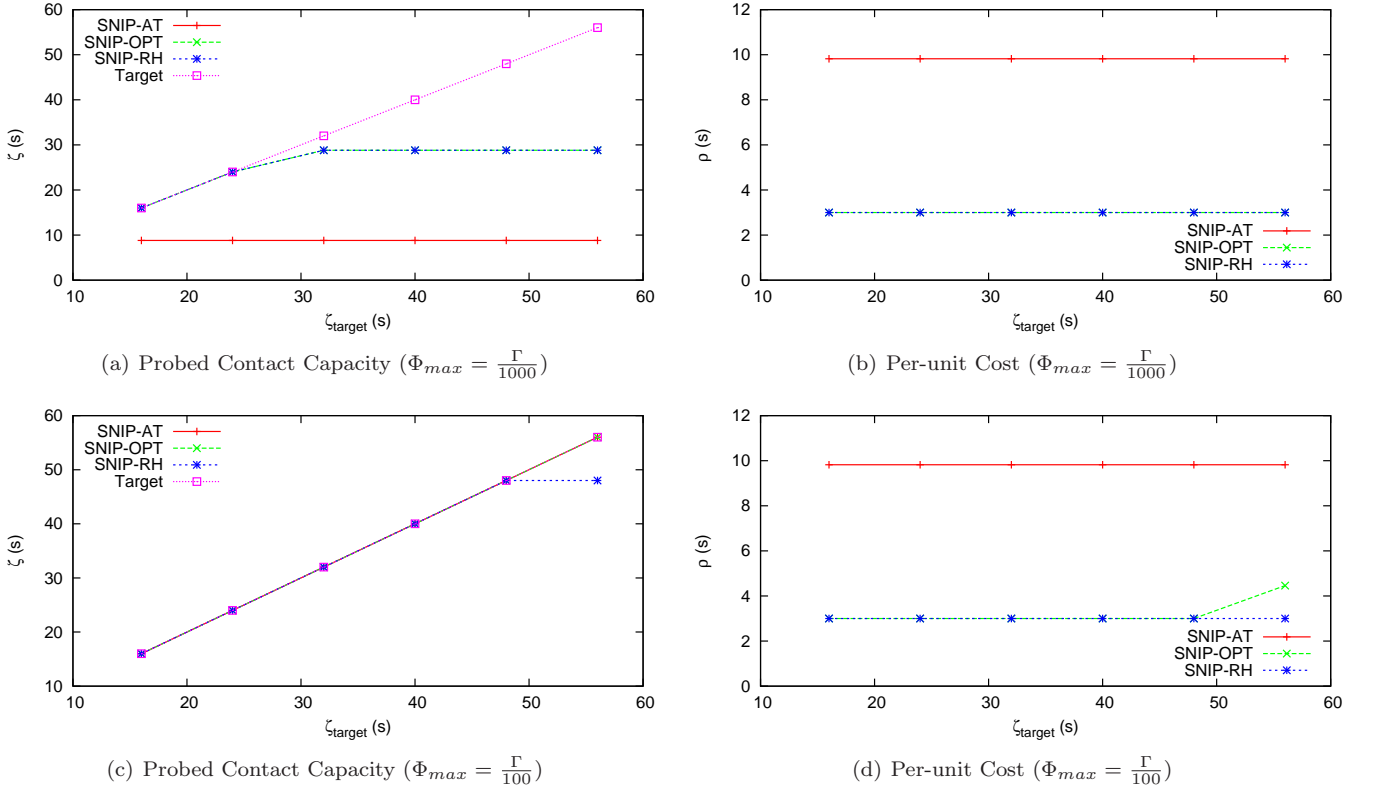 SNIP-AT
SNIP-OPT
SNIP-RH
Target
60
50
40
30
20
10
0
ζ (s)
10 20 30 40 50 60
ζtarget (s)
(a) Probed Contact Capacity (Φmax = Γ/1000)
12
10
8
6
4
2
0
ρ (s)
SNIP-AT
SNIP-OPT
SNIP-RH
10 20 30 40 50 60
ζtarget (s)
(b) Per-unit Cost (Φmax = Γ/1000)
SNIP-AT
SNIP-OPT
SNIP-RH
Target
60
50
40
30
20
10
ζ (s)
10 20 30 40 50 60
ζtarget (s)
(c) Probed Contact Capacity (Φmax = Γ/100)
12
10
8
6
4
2
0
ρ (s)
SNIP-AT
SNIP-OPT
SNIP-RH
10 20 30 40 50 60
ζtarget (s)
(d) Per-unit Cost (Φmax = Γ/100)